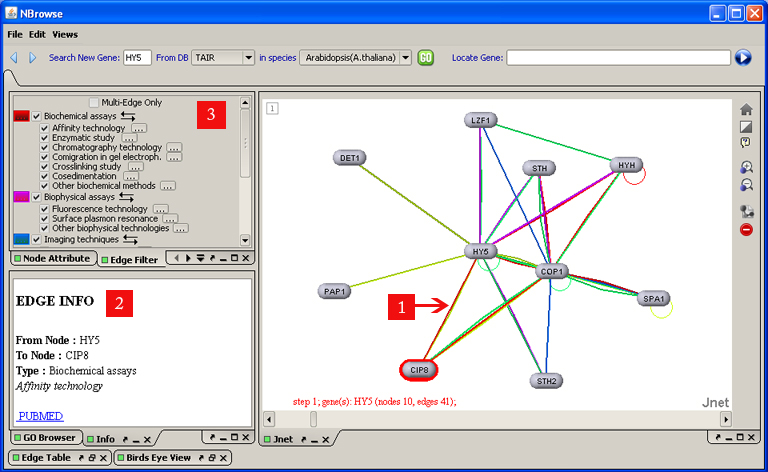 NBrowse
File Edit Views
Search New Gene: HY5 From DB TAIR in species Arabidopsis(A.thaliana) GO Locate Gene:
Multi-Edge Only
3
Biochemical assays
Affinity technology ...
Enzymatic study ...
Chromatography technology ...
Comigration in gel electroph. ...
Crosslinking study ...
Cosedimentation ...
Other biochemical methods ...
Biophysical assays
Fluorescence technology ...
Surface plasmon resonance ...
Other biophysical technologies ...
Imaging techniques
Node Attribute Edge Filter
EDGE INFO 2
From Node : HY5
To Node : CIP8
Type : Biochemical assays
Affinity technology
PUBMED
GO Browser Info
Edge Table Birds Eye View
1
LZF1
DET1
STH
HYH
HY5
COP1
PAP1
1
SPA1
CIP8
STH2
step 1; gene(s): HY5 (nodes 10, edges 41);
Jnet
Jnet